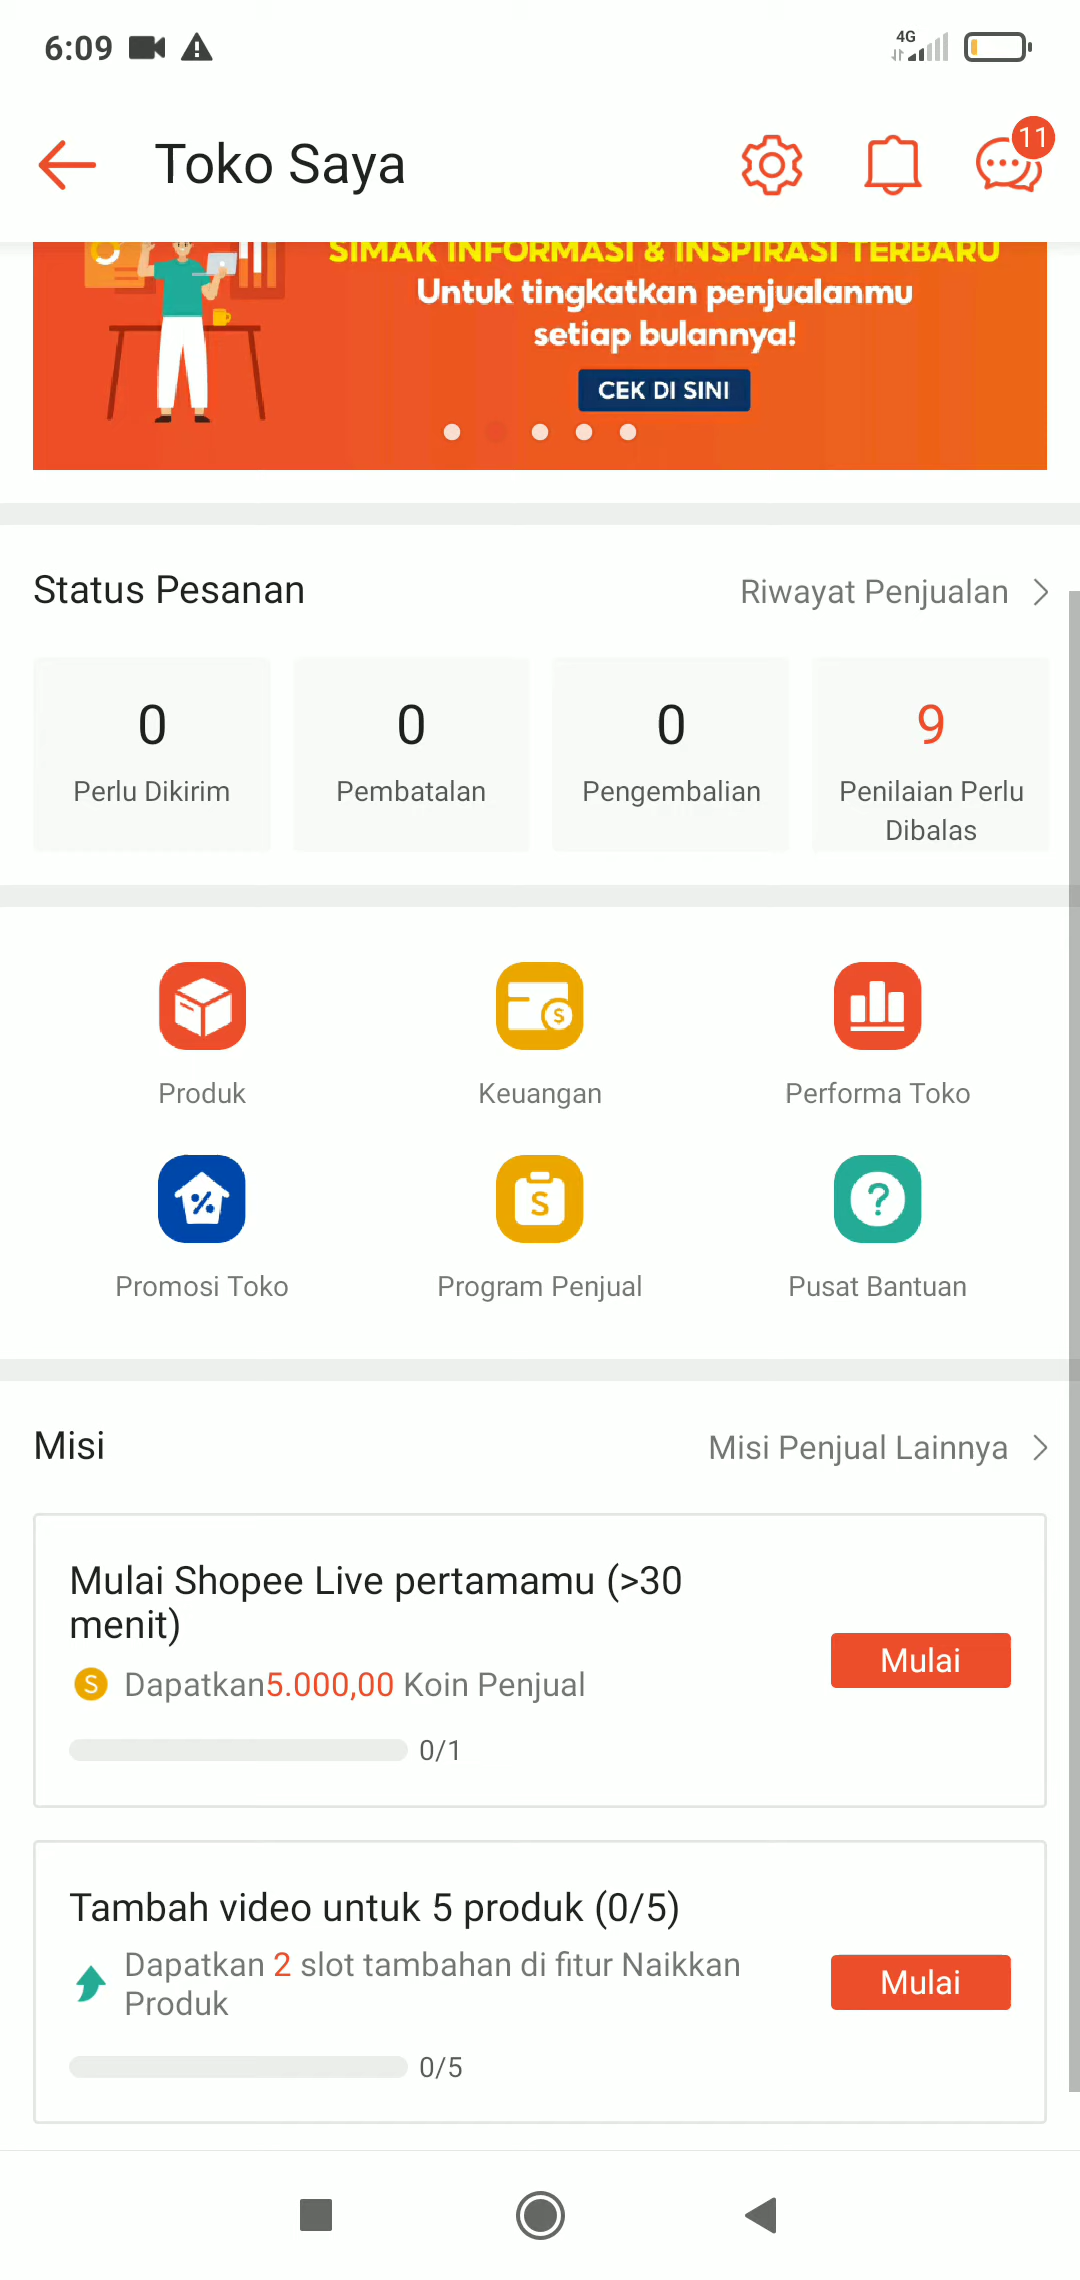 6:09
4G
Toko Saya
11
SIMAK INFORMASI & INSPIRASI TERBARU
Untuk tingkatkan penjualanmu
setiap bulannya!
CEK DI SINI
Status Pesanan
Riwayat Penjualan
0
0
0
9
Perlu Dikirim
Pembatalan
Pengembalian
Penilaian Perlu
Dibalas
Produk
Keuangan
Performa Toko
Promosi Toko
Program Penjual
Pusat Bantuan
Misi
Misi Penjual Lainnya
Mulai Shopee Live pertamamu (>30
menit)
Dapatkan5.000,00 Koin Penjual
Mulai
0/1
Tambah video untuk 5 produk (0/5)
Dapatkan 2 slot tambahan di fitur Naikkan
Produk
Mulai
0/5